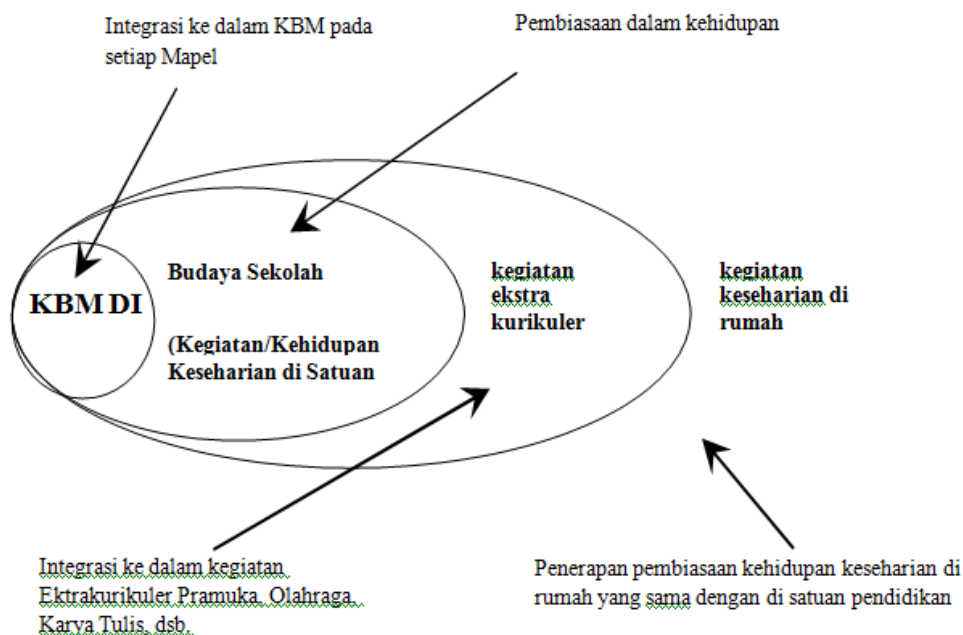 Integrasi ke dalam KBM pada
setiap Mapel
Pembiasaan dalam kehidupan
KBM DI
Budaya Sekolah
(Kegiatan/Kehidupan
Keseharian di Satuan
kegiatan
ekstra
kurikuler
kegiatan
keseharian di
rumah
Integrasi ke dalam kegiatan
Ektrakurikuler Pramuka, Olahraga,
Karya Tulis, dsb.
Penerapan pembiasaan kehidupan keseharian di
rumah yang sama dengan di satuan pendidikan